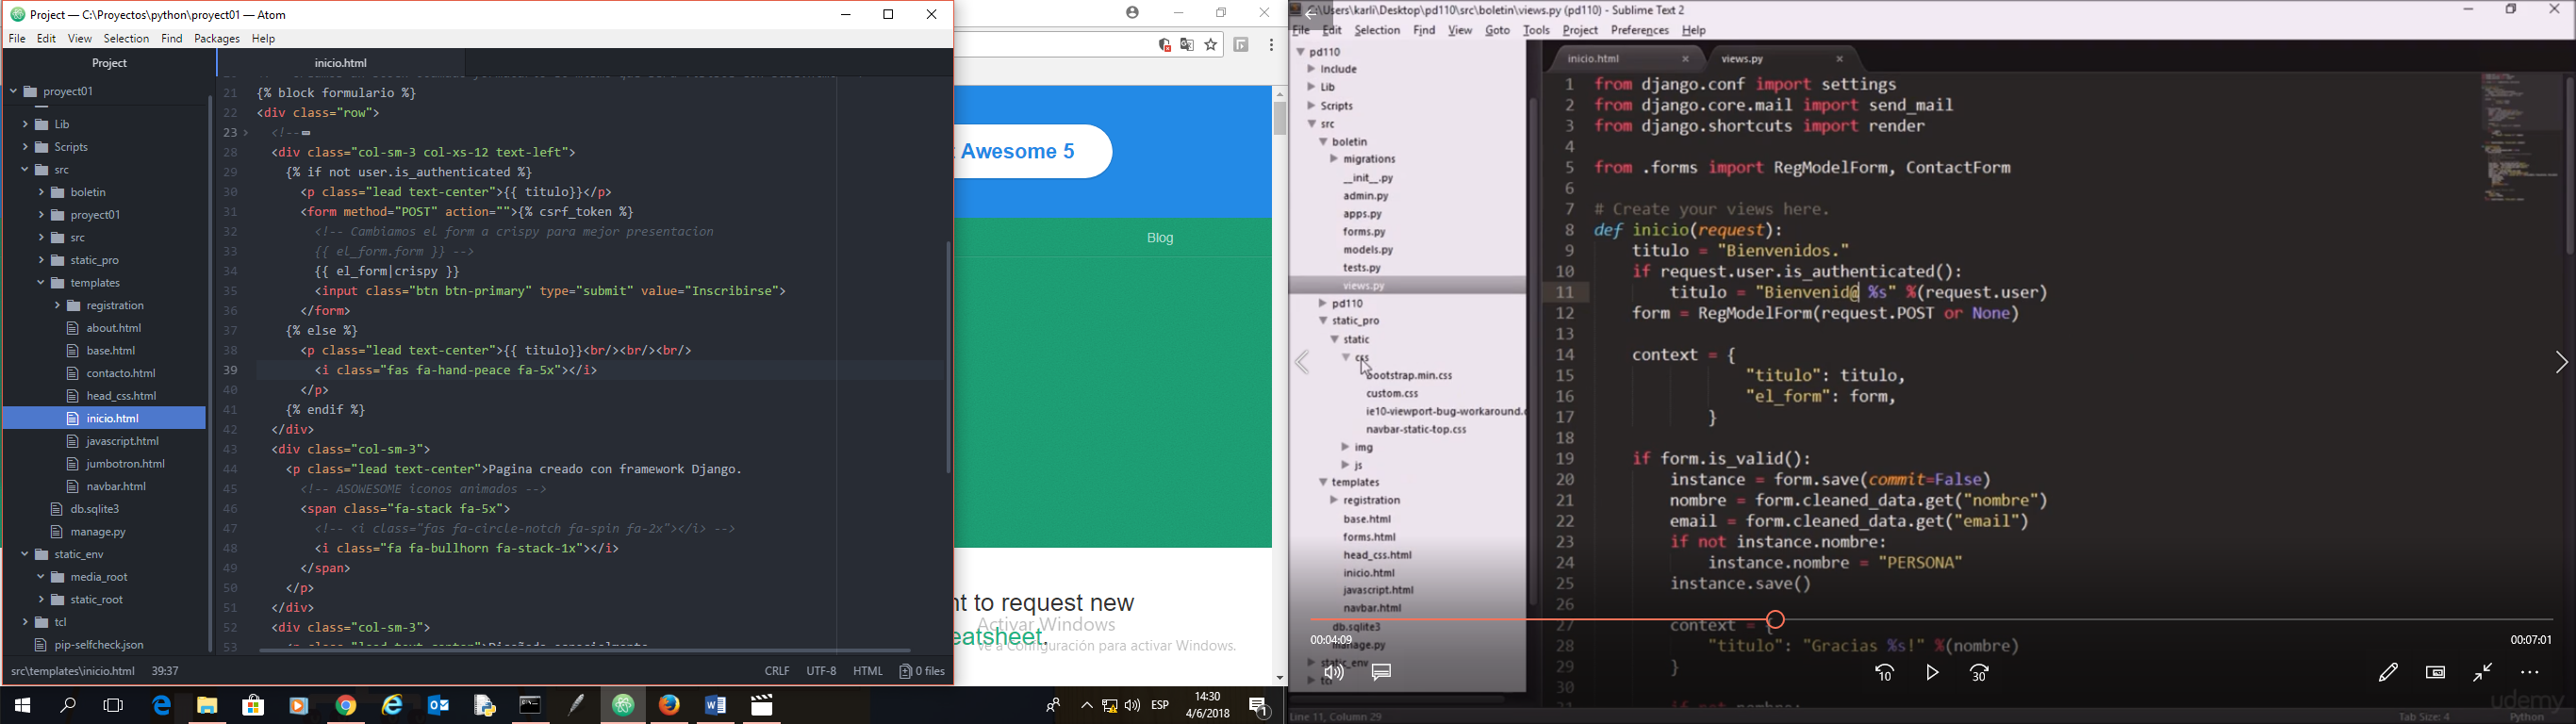 Project — C:\Proyectos\python\proyect01 — Atom
File Edit View Selection Find Packages Help
Project
inicio.html
proyect01
Lib
Scripts
src
boletin
proyect01
src
static_pro
templates
registration
about.html
base.html
contacto.html
head_css.html
inicio.html
javascript.html
jumbotron.html
navbar.html
db.sqlite3
manage.py
static_env
media_root
static_root
tcl
pip-selfcheck.json
21 {% block formulario %}
22 <div class="row">
23 <!--
28 <div class="col-sm-3 col-xs-12 text-left">
29 {% if not user.is_authenticated %}
30 <p class="lead text-center">{{ titulo}}</p>
31 <form method="POST" action="">{% csrf_token %}
32 <!-- Cambiamos el form a crispy para mejor presentacion
33 {{ el_form.form }} -->
34 {{ el_form|crispy }}
35 <input class="btn btn-primary" type="submit" value="Inscribirse">
36 </form>
37 {% else %}
38 <p class="lead text-center">{{ titulo}}<br/><br/><br/>
39 <i class="fas fa-hand-peace fa-5x"></i>
40 </p>
41 {% endif %}
42 </div>
43 <div class="col-sm-3">
44 <p class="lead text-center">Pagina creado con framework Django.
45 <!-- ASOWESOME iconos animados -->
46 <span class="fa-stack fa-5x">
47 <!-- <i class="fas fa-circle-notch fa-spin fa-2x"></i> -->
48 <i class="fa fa-bullhorn fa-stack-1x"></i>
49 </span>
50 </p>
51 </div>
52 <div class="col-sm-3">
53
src\templates\inicio.html 39:37 CRLF UTF-8 HTML 0 files
Awesome 5
Blog
nt to request new
eatsheet.
Activar Windows
Ve a Configuración para activar Windows.
ESP
14:30
4/6/2018
1
C:\Users\karli\Desktop\pd110\src\boletin\views.py (pd110) - Sublime Text 2
File Edit Selection Find View Goto Tools Project Preferences Help
pd110
Include
Lib
Scripts
src
boletin
migrations
__init__.py
admin.py
apps.py
forms.py
models.py
tests.py
views.py
pd110
static_pro
static
css
bootstrap.min.css
custom.css
ie10-viewport-bug-workaround.c
navbar-static-top.css
img
js
templates
registration
base.html
forms.html
head_css.html
inicio.html
javascript.html
navbar.html
db.sqlite3
manage.py
static_env
tcl
inicio.html
views.py
1 from django.conf import settings
2 from django.core.mail import send_mail
3 from django.shortcuts import render
4
5 from .forms import RegModelForm, ContactForm
6
7 # Create your views here.
8 def inicio(request):
9 titulo = "Bienvenidos."
10 if request.user.is_authenticated():
11 titulo = "Bienvenid@ %s" %(request.user)
12 form = RegModelForm(request.POST or None)
13
14 context = {
15 "titulo": titulo,
16 "el_form": form,
17 }
18
19 if form.is_valid():
20 instance = form.save(commit=False)
21 nombre = form.cleaned_data.get("nombre")
22 email = form.cleaned_data.get("email")
23 if not instance.nombre:
24 instance.nombre = "PERSONA"
25 instance.save()
26
27 context = {
28 "titulo": "Gracias %s!" %(nombre)
29 }
30
00:04:09
00:07:01
10
30
udemy
Line 11, Column 29
Tab Size: 4
Python